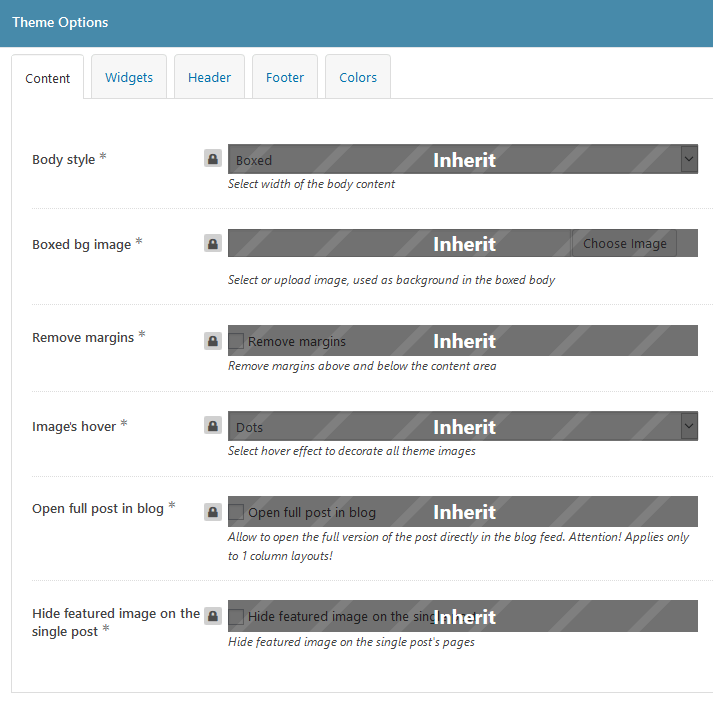 Theme Options
Content Widgets Header Footer Colors
Body style *
Boxed Inherit
Select width of the body content
Boxed bg image *
Inherit Choose Image
Select or upload image, used as background in the boxed body
Remove margins *
Remove margins Inherit
Remove margins above and below the content area
Image's hover *
Dots Inherit
Select hover effect to decorate all theme images
Open full post in blog *
Open full post in blog Inherit
Allow to open the full version of the post directly in the blog feed. Attention! Applies only
to 1 column layouts!
Hide featured image on the
single post *
Hide featured image on the single post Inherit
Hide featured image on the single post's pages